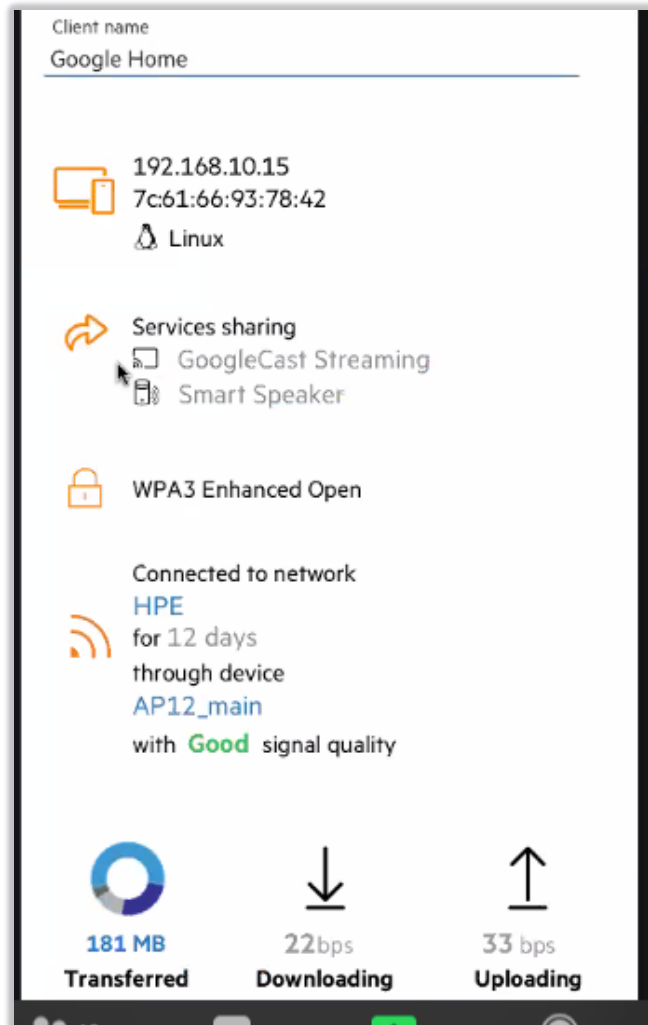 Client name
Google Home
192.168.10.15
7c:61:66:93:78:42
Linux
Services sharing
GoogleCast Streaming
Smart Speaker
WPA3 Enhanced Open
Connected to network
HPE
for 12 days
through device
AP12_main
with Good signal quality
181 MB 22bps 33 bps
Transferred Downloading Uploading